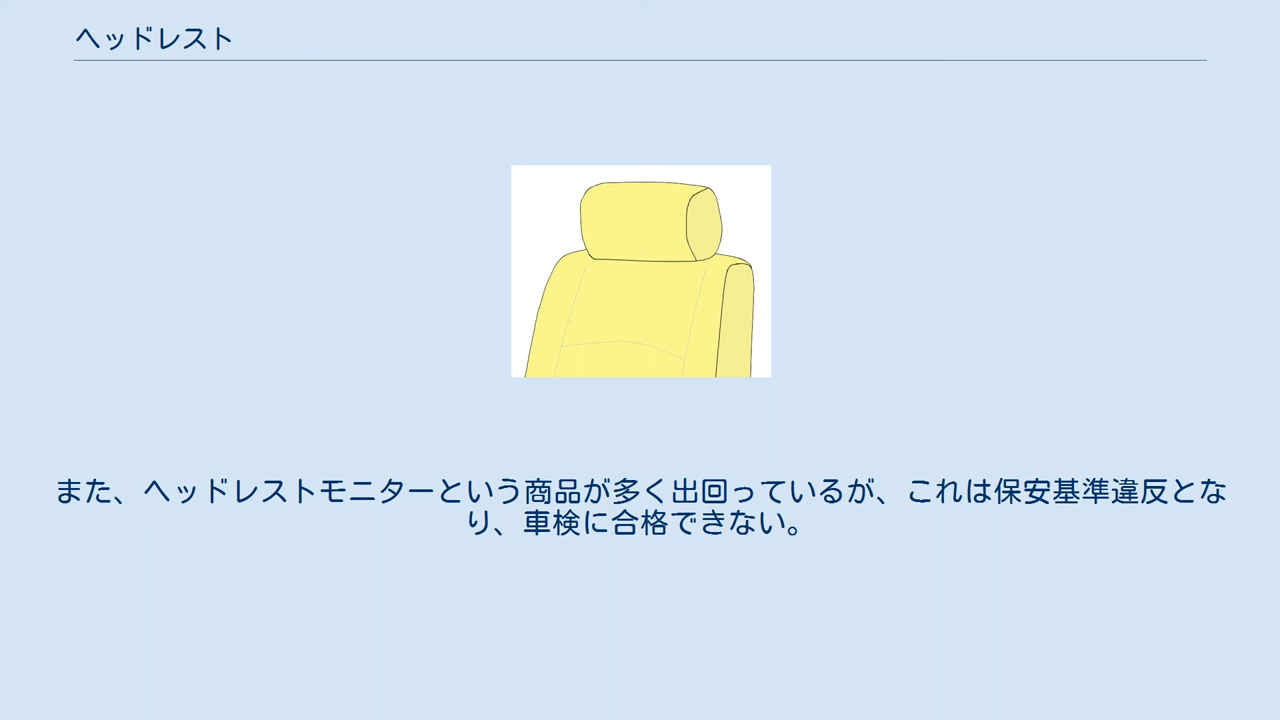 ヘッドレスト
また、ヘッドレストモニターという商品が多く出回っているが、これは保安基準違反とな
り、車検に合格できない。